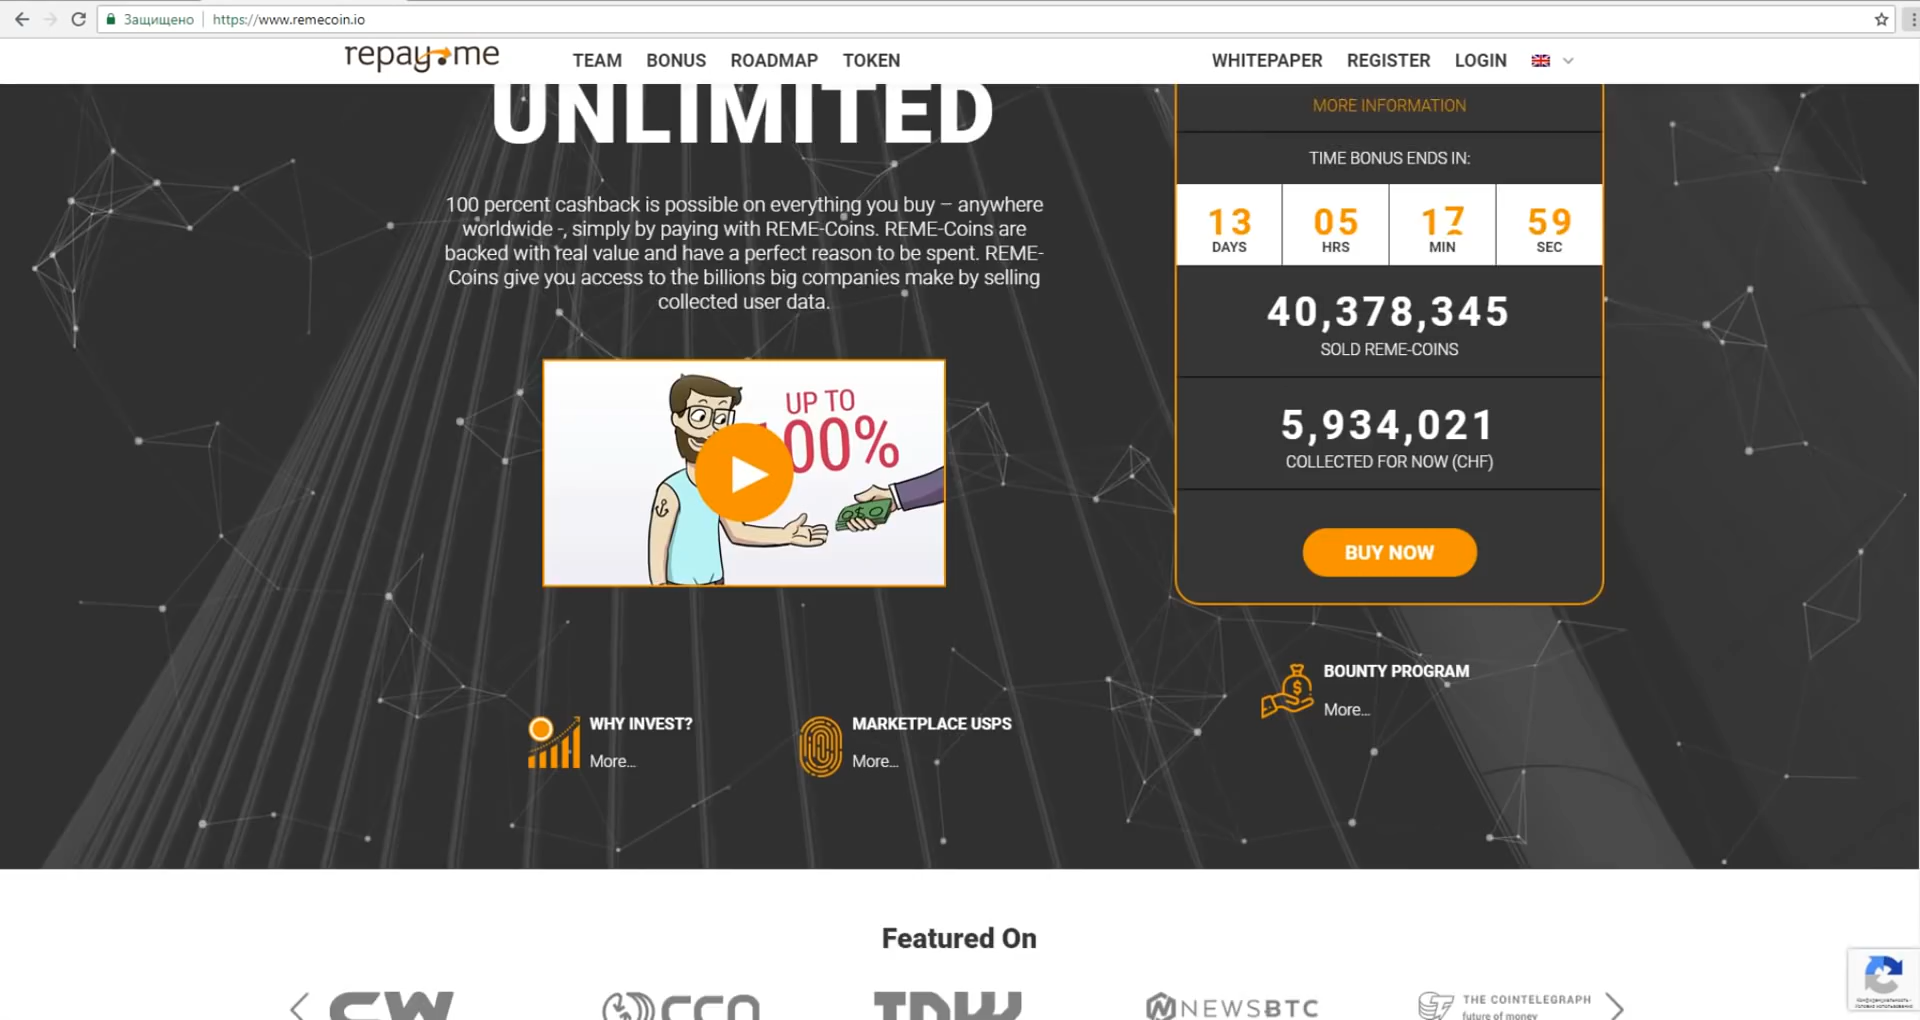 Защищено
https://www.remecoin.io
repay me
TEAM
BONUS
ROADMAP
TOKEN
WHITEPAPER
REGISTER
LOGIN
UNLIMITED
100 percent cashback is possible on everything you buy – anywhere
worldwide -, simply by paying with REME-Coins. REME-Coins are
backed with real value and have a perfect reason to be spent. REME-
Coins give you access to the billions big companies make by selling
collected user data.
UP TO
100%
WHY INVEST?
More...
MARKETPLACE USPS
More...
MORE INFORMATION
TIME BONUS ENDS IN:
13 05 17 59
DAYS HRS MIN SEC
40,378,345
SOLD REME-COINS
5,934,021
COLLECTED FOR NOW (CHF)
BUY NOW
BOUNTY PROGRAM
More...
Featured On
CCN
NEWSBTC
THE COINTELEGRAPH
future of money